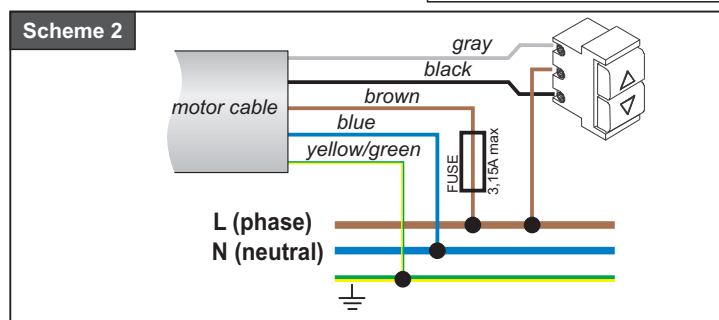 Scheme 2
gray
black
motor cable
brown
blue
yellow/green
FUSE
3,15A max
L (phase)
N (neutral)